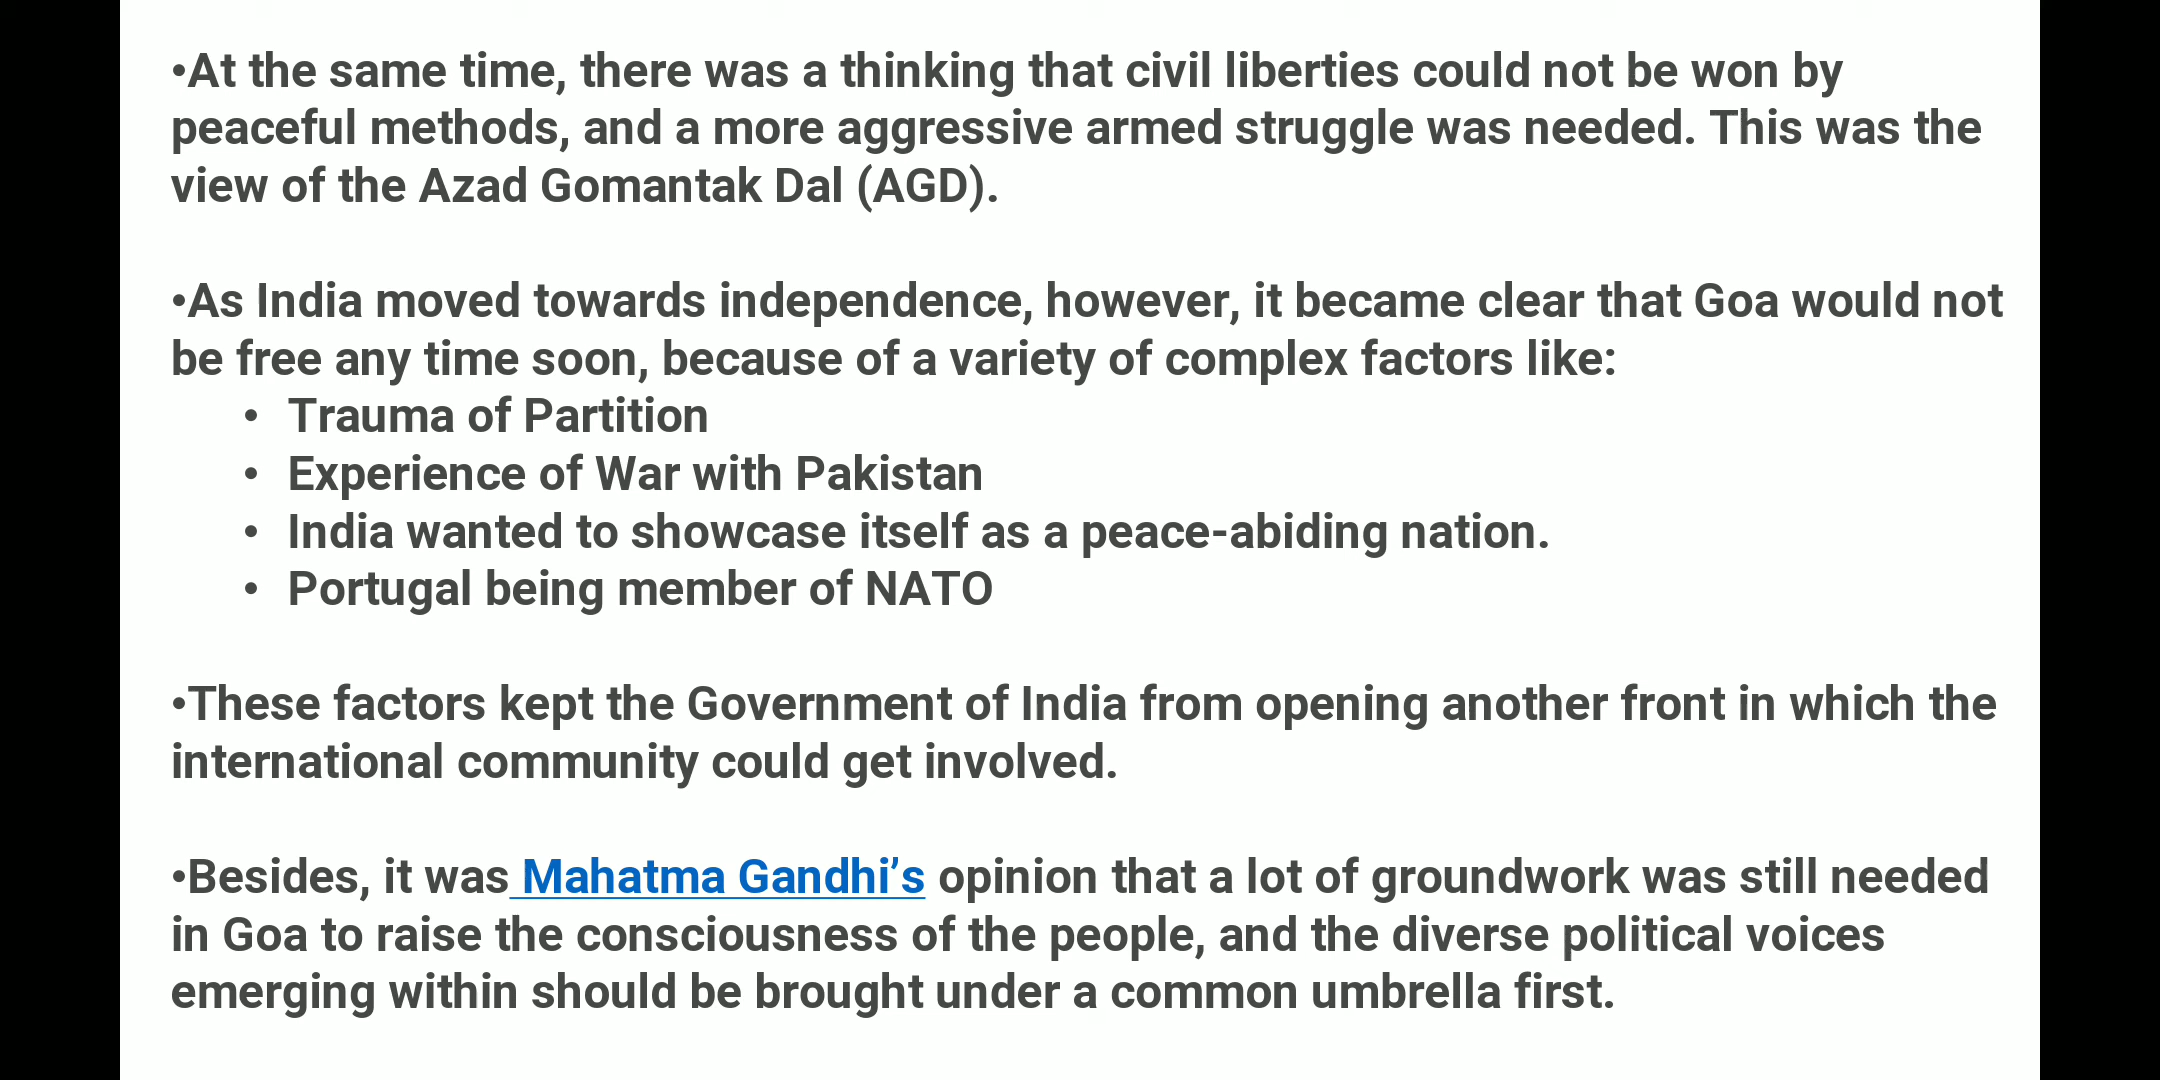 •At the same time, there was a thinking that civil liberties could not be won by
peaceful methods, and a more aggressive armed struggle was needed. This was the
view of the Azad Gomantak Dal (AGD).
•As India moved towards independence, however, it became clear that Goa would not
be free any time soon, because of a variety of complex factors like:
• Trauma of Partition
• Experience of War with Pakistan
• India wanted to showcase itself as a peace-abiding nation.
• Portugal being member of NATO
•These factors kept the Government of India from opening another front in which the
international community could get involved.
•Besides, it was Mahatma Gandhi’s opinion that a lot of groundwork was still needed
in Goa to raise the consciousness of the people, and the diverse political voices
emerging within should be brought under a common umbrella first.